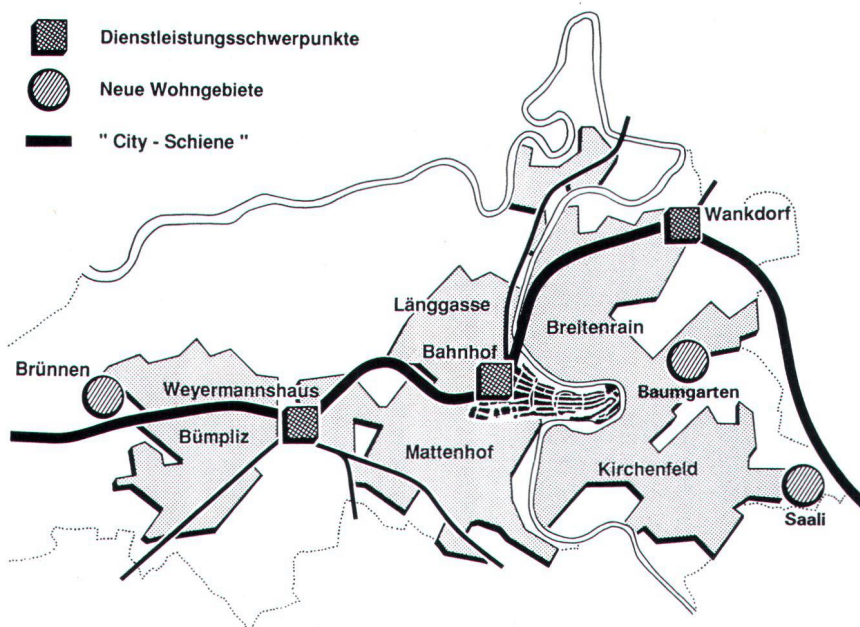 Dienstleistungsschwerpunkte
Neue Wohngebiete
" City - Schiene "
Wankdorf
Länggasse
Breitenrain
Bahnhof
Brünnen
Weyermannshaus
Baumgarten
Bümpliz
Mattenhof
Kirchenfeld
Saali